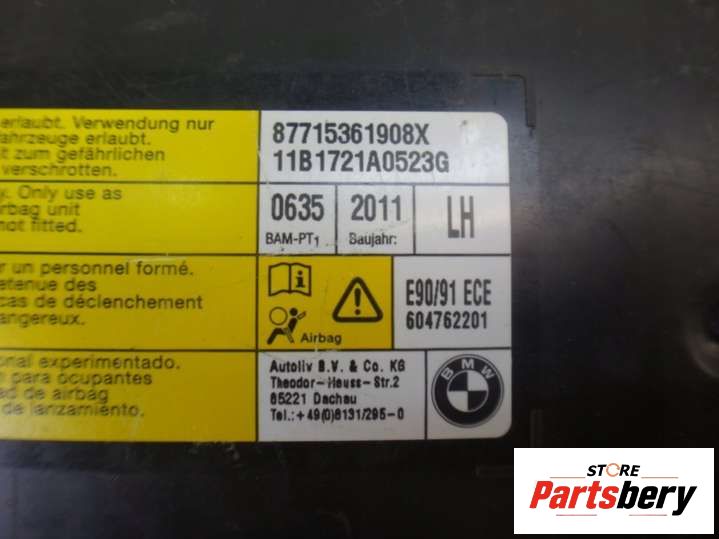 erlaubt. Verwendung nur
ahrzeuge erlaubt.
it zum gefährlichen
verschrotten.
y. Only use as
rbag unit
not fitted.
ar un personnel formé.
etenue des
cas de déclenchement
angereux.
onal experimentado.
para ocupantes
ad de airbag
de lanzamiento.
87715361908X
11B1721A0523G
0635
BAM-PT1
2011
Baujahr:
LH
i
!
Airbag
E90/91 ECE
604762201
Autoliv B.V. & Co. KG
Theodor-Heuss-Str.2
85221 Dachau
Tel.: +49(0)8131/295-0
BMW
STORE
Partsbery